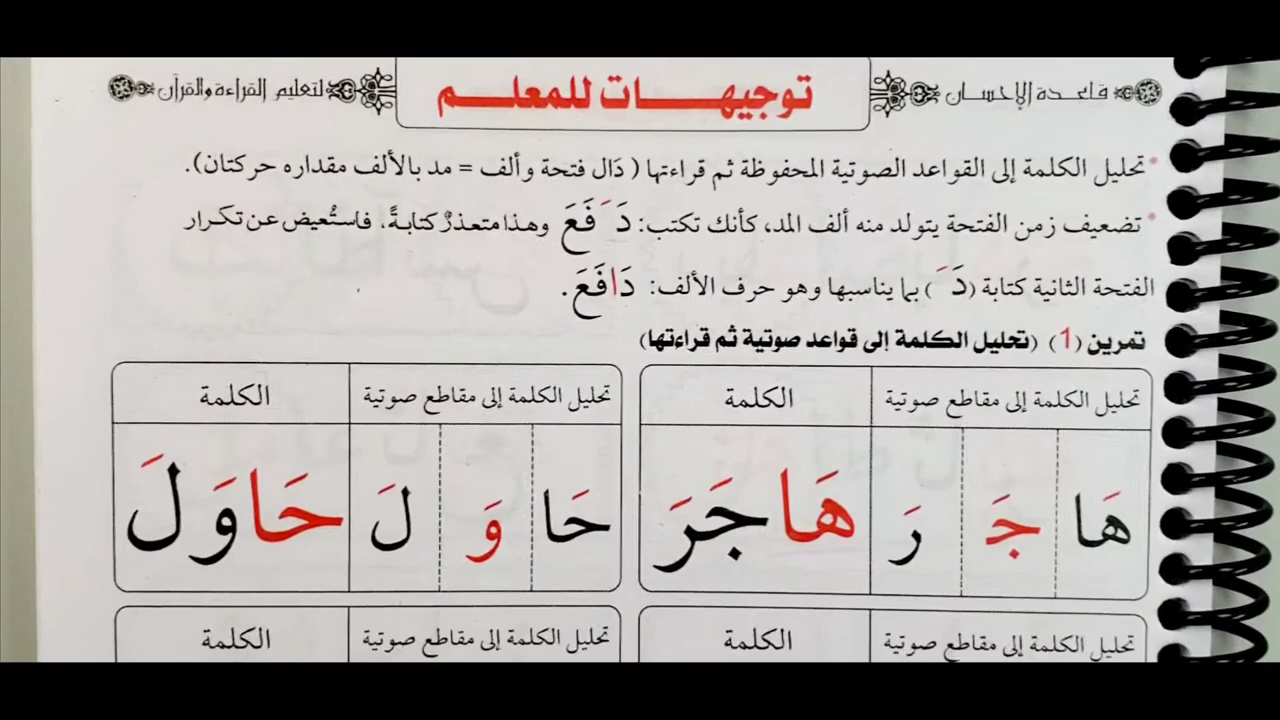 قاعدة الإحسان
توجيهات للمعلم
لتعليم القراءة والقرآن
* تحليل الكلمة إلى القواعد الصوتية المحفوظة ثم قراءتها ( دَال فتحة وألف = مد بالألف مقداره حركتان).
* تضعيف زمن الفتحة يتولد منه ألف المد، كأنك تكتب: دَ َ فَعَ وهذا متعذرٌ كتابةً، فاستُعيض عن تكرار
الفتحة الثانية كتابة (دَ َ ) بما يناسبها وهو حرف الألف: دَافَعَ.
تمرين (1) (تحليل الكلمة إلى قواعد صوتية ثم قراءتها)
تحليل الكلمة إلى مقاطع صوتية الكلمة تحليل الكلمة إلى مقاطع صوتية الكلمة
هَا جَ رَ هَاجَرَ حَا وَ لَ حَاوَلَ
تحليل الكلمة إلى مقاطع صوتية الكلمة تحليل الكلمة إلى مقاطع صوتية الكلمة